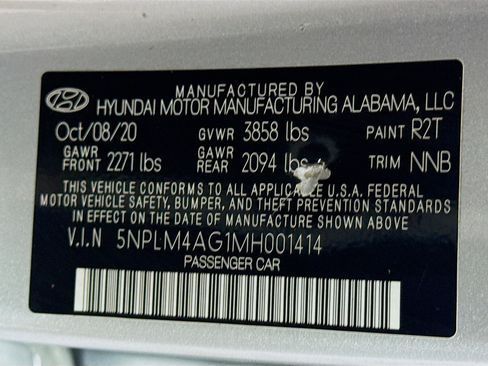 MANUFACTURED BY
HYUNDAI MOTOR MANUFACTURING ALABAMA, LLC
Oct/08/20 GVWR 3858 lbs PAINT R2T
GAWR FRONT 2271 lbs GAWR REAR 2094 lbs TRIM NNB
THIS VEHICLE CONFORMS TO ALL APPLICABLE U.S.A. FEDERAL
MOTOR VEHICLE SAFETY, BUMPER, AND THEFT PREVENTION STANDARDS
IN EFFECT ON THE DATE OF MANUFACTURE SHOWN ABOVE
V.I.N 5NPLM4AG1MH001414
PASSENGER CAR